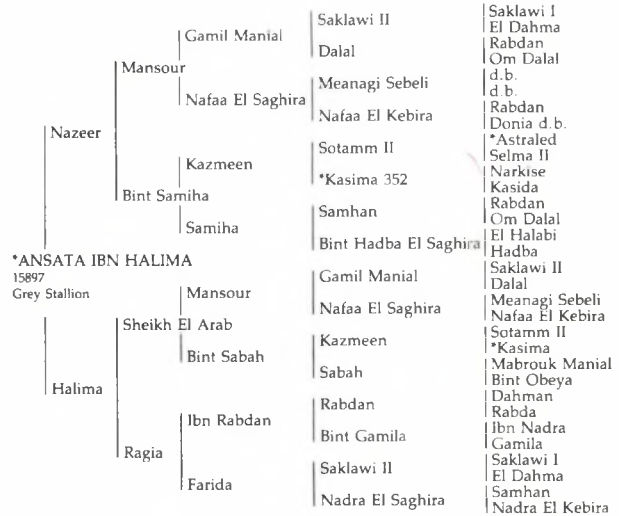 Saklawi I
Saklawi II
El Dahma
Gamil Manial
Rabdan
Dalal
Om Dalal
Mansour
d.b.
Meanagi Sebeli
d.b.
Nafaa El Saghira
Rabdan
Nafaa El Kebira
Donia d.b.
Nazeer
*Astraled
Sotamm II
Selma II
Kazmeen
Narkise
*Kasima 352
Kasida
Bint Samiha
Rabdan
Samhan
Om Dalal
Samiha
El Halabi
Bint Hadba El Saghira
Hadba
*ANSATA IBN HALIMA
15897
Grey Stallion
Saklawi II
Gamil Manial
Dalal
Mansour
Meanagi Sebeli
Nafaa El Saghira
Nafaa El Kebira
Sheikh El Arab
Sotamm II
Kazmeen
*Kasima
Bint Sabah
Mabrouk Manial
Sabah
Bint Obeya
Halima
Dahman
Rabdan
Rabda
Ibn Rabdan
Ibn Nadra
Bint Gamila
Gamila
Ragia
Saklawi I
Saklawi II
El Dahma
Farida
Samhan
Nadra El Saghira
Nadra El Kebira